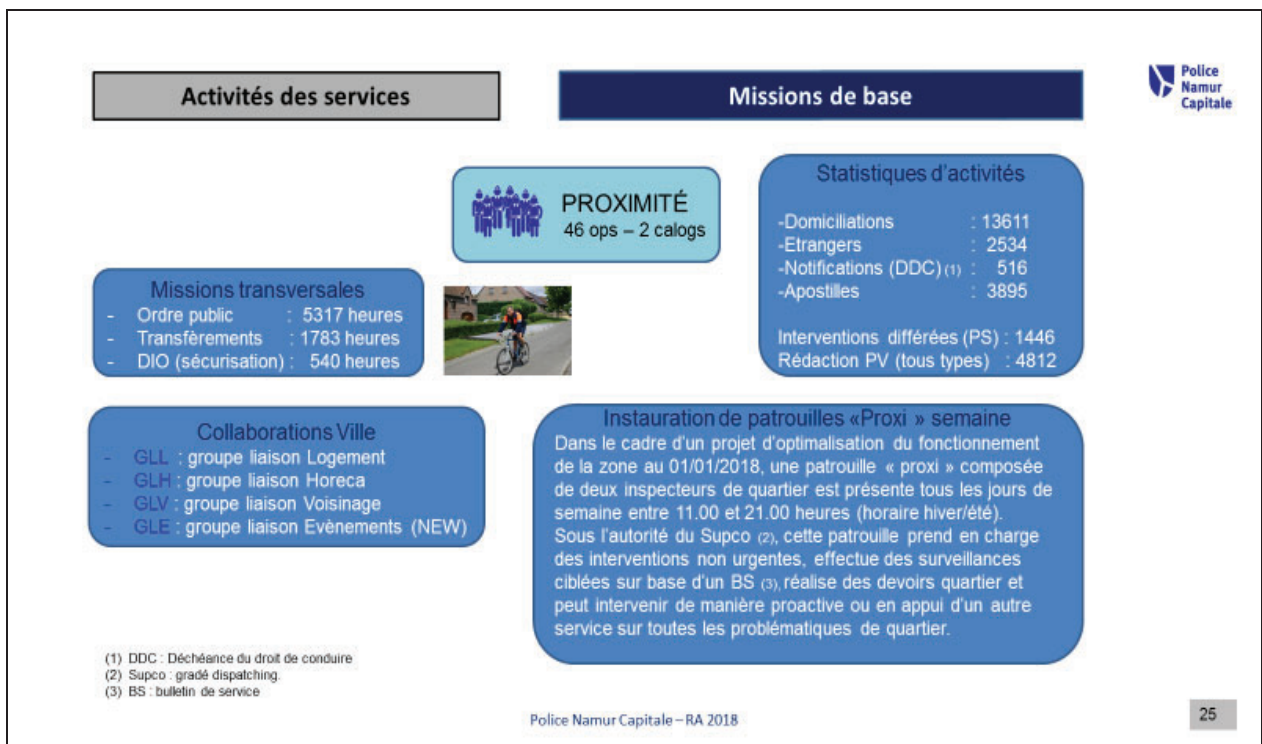 Activités des services
Missions de base
Police
Namur
Capitale
PROXIMITÉ
46 ops – 2 calogs
Statistiques d'activités
-Domiciliations : 13611
-Etrangers : 2534
-Notifications (DDC) (1) : 516
-Apostilles : 3895
Interventions différées (PS) : 1446
Rédaction PV (tous types) : 4812
Missions transversales
- Ordre public : 5317 heures
- Transfèrements : 1783 heures
- DIO (sécurisation) : 540 heures
Collaborations Ville
- GLL : groupe liaison Logement
- GLH : groupe liaison Horeca
- GLV : groupe liaison Voisinage
- GLE : groupe liaison Evènements (NEW)
Instauration de patrouilles «Proxi » semaine
Dans le cadre d'un projet d'optimalisation du fonctionnement
de la zone au 01/01/2018, une patrouille « proxi » composée
de deux inspecteurs de quartier est présente tous les jours de
semaine entre 11.00 et 21.00 heures (horaire hiver/été).
Sous l'autorité du Supco (2), cette patrouille prend en charge
des interventions non urgentes, effectue des surveillances
ciblées sur base d'un BS (3), réalise des devoirs quartier et
peut intervenir de manière proactive ou en appui d'un autre
service sur toutes les problématiques de quartier.
(1) DDC : Déchéance du droit de conduire
(2) Supco : gradé dispatching.
(3) BS : bulletin de service
Police Namur Capitale – RA 2018
25